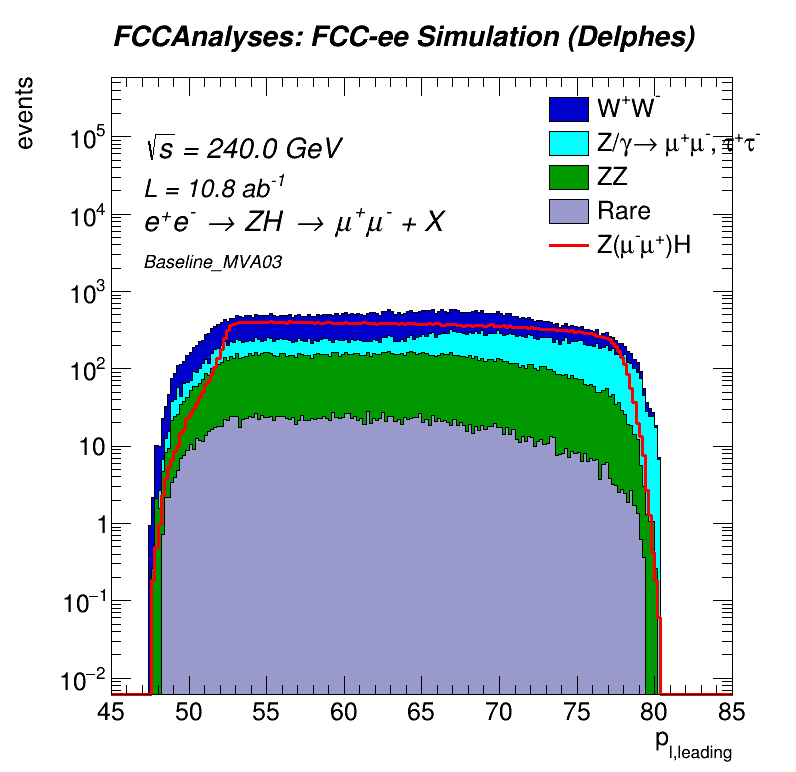 FCCAnalyses: FCC-ee Simulation (Delphes)
events
√s = 240.0 GeV
L = 10.8 ab⁻¹
e⁺e⁻ → ZH → μ⁺μ⁻ + X
Baseline_MVA03
W⁺W⁻
Z/γ→ μ⁺μ⁻, τ⁺τ⁻
ZZ
Rare
Z(μ⁻μ⁺)H
10⁵
10⁴
10³
10²
10
1
10⁻¹
10⁻²
45 50 55 60 65 70 75 80 85
p_l,leading